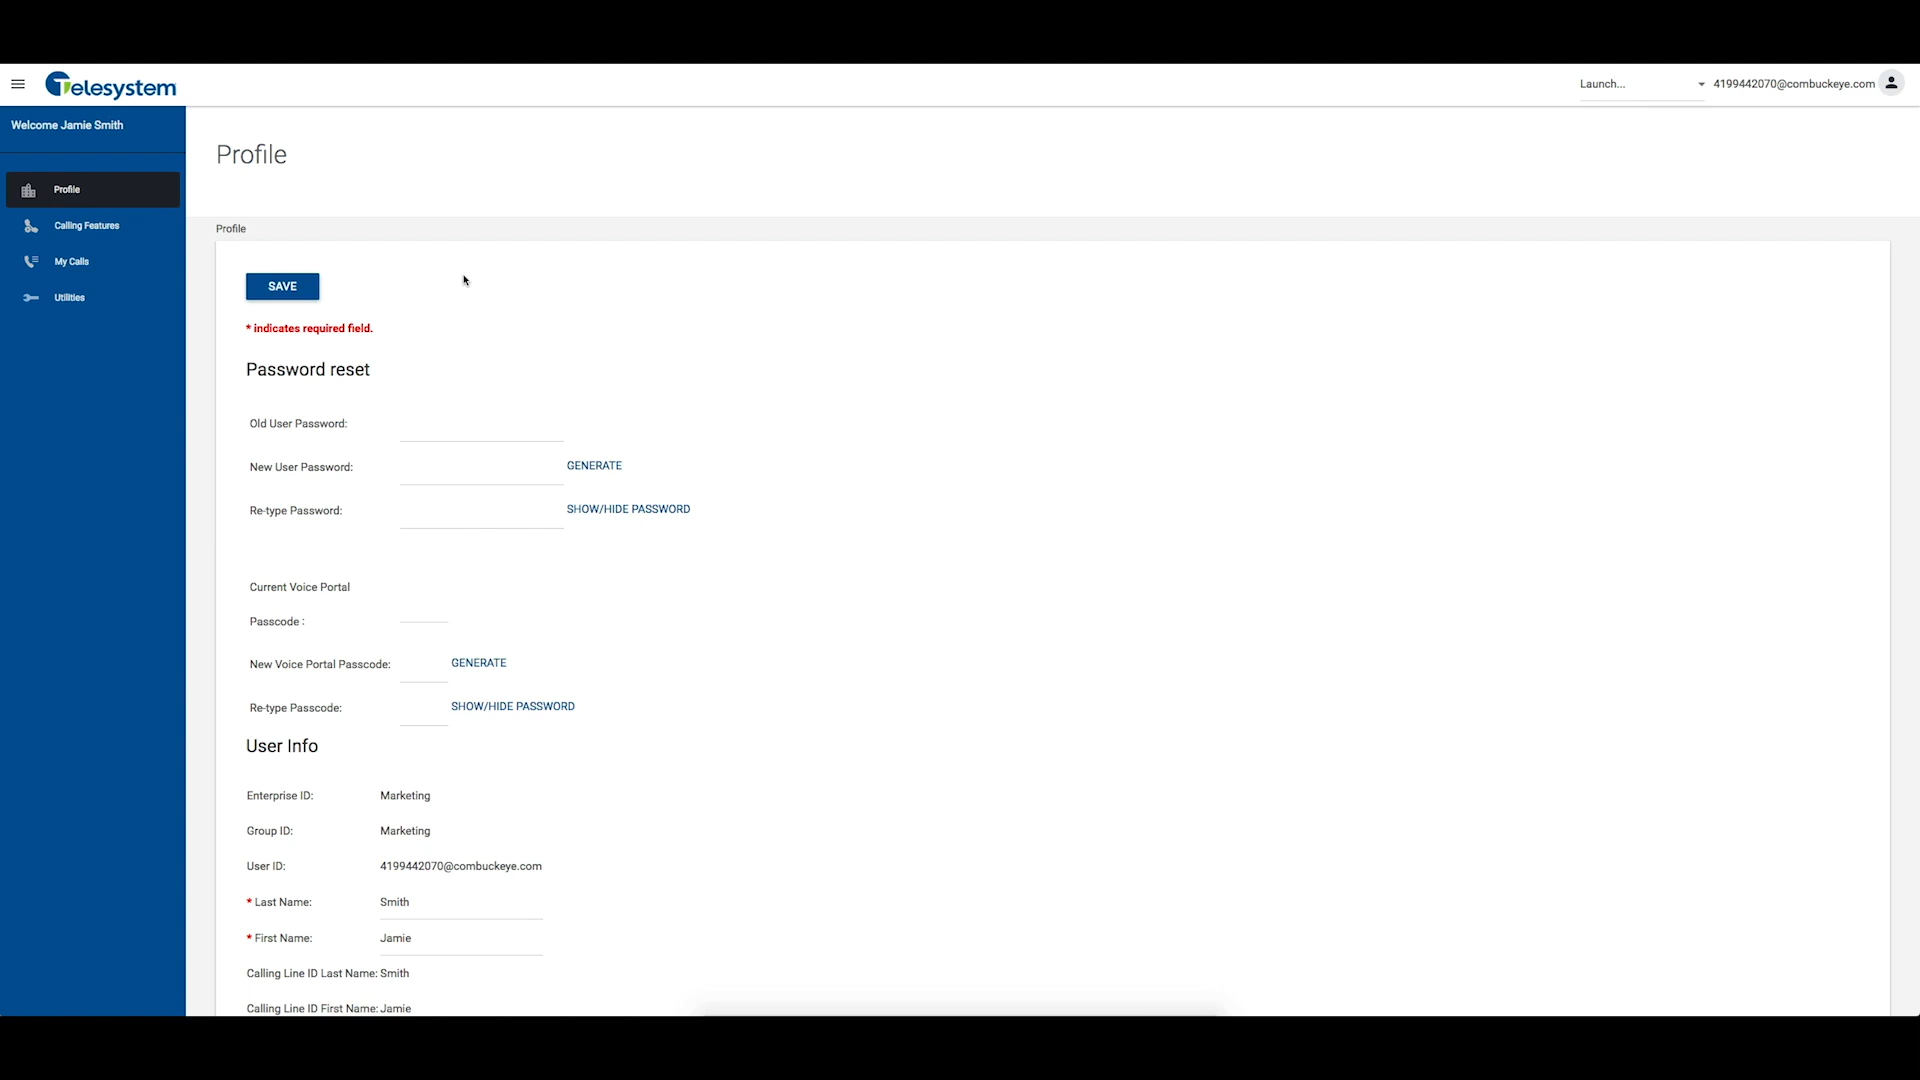 Telesystem
Launch...
4199442070@combuckeye.com
Welcome Jamie Smith
Profile
Calling Features
My Calls
Utilities
Profile
Profile
SAVE
* indicates required field.
Password reset
Old User Password:
New User Password: GENERATE
Re-type Password: SHOW/HIDE PASSWORD
Current Voice Portal
Passcode :
New Voice Portal Passcode: GENERATE
Re-type Passcode: SHOW/HIDE PASSWORD
User Info
Enterprise ID: Marketing
Group ID: Marketing
User ID: 4199442070@combuckeye.com
* Last Name: Smith
* First Name: Jamie
Calling Line ID Last Name: Smith
Calling Line ID First Name: Jamie